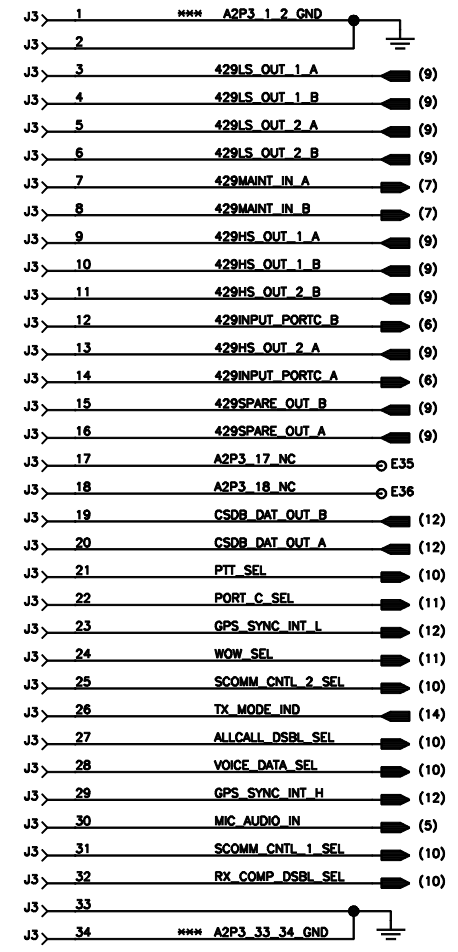 J3 1 *** A2P3_1_2_GND
J3 2
J3 3 429LS_OUT_1_A (9)
J3 4 429LS_OUT_1_B (9)
J3 5 429LS_OUT_2_A (9)
J3 6 429LS_OUT_2_B (9)
J3 7 429MAINT_IN_A (7)
J3 8 429MAINT_IN_B (7)
J3 9 429HS_OUT_1_A (9)
J3 10 429HS_OUT_1_B (9)
J3 11 429HS_OUT_2_B (9)
J3 12 429INPUT_PORTC_B (6)
J3 13 429HS_OUT_2_A (9)
J3 14 429INPUT_PORTC_A (6)
J3 15 429SPARE_OUT_B (9)
J3 16 429SPARE_OUT_A (9)
J3 17 A2P3_17_NC E35
J3 18 A2P3_18_NC E36
J3 19 CSDB_DAT_OUT_B (12)
J3 20 CSDB_DAT_OUT_A (12)
J3 21 PTT_SEL (10)
J3 22 PORT_C_SEL (11)
J3 23 GPS_SYNC_INT_L (12)
J3 24 WOW_SEL (11)
J3 25 SCOMM_CNTL_2_SEL (10)
J3 26 TX_MODE_IND (14)
J3 27 ALLCALL_DSBL_SEL (10)
J3 28 VOICE_DATA_SEL (10)
J3 29 GPS_SYNC_INT_H (12)
J3 30 MIC_AUDIO_IN (5)
J3 31 SCOMM_CNTL_1_SEL (10)
J3 32 RX_COMP_DSBL_SEL (10)
J3 33
J3 34 *** A2P3_33_34_GND